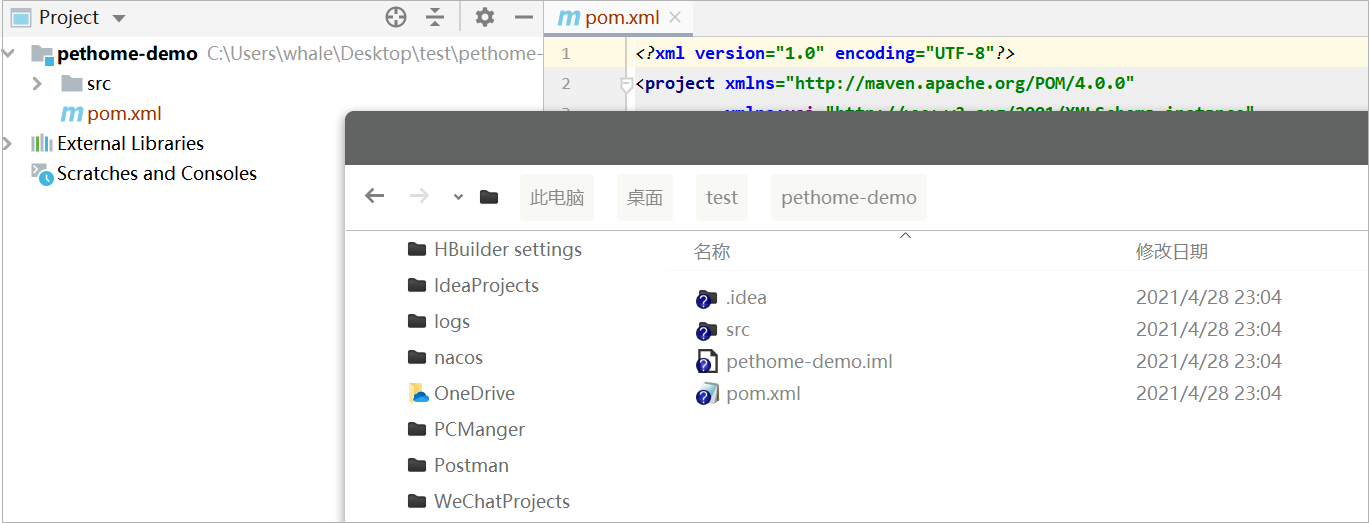 Project
pom.xml
pethome-demo C:\Users\whale\Desktop\test\pethome-
src
pom.xml
External Libraries
Scratches and Consoles
1 <?xml version="1.0" encoding="UTF-8"?>
2 <project xmlns="http://maven.apache.org/POM/4.0.0"
此电脑 桌面 test pethome-demo
HBuilder settings
IdeaProjects
logs
nacos
OneDrive
PCManger
Postman
WeChatProjects
名称 修改日期
.idea 2021/4/28 23:04
src 2021/4/28 23:04
pethome-demo.iml 2021/4/28 23:04
pom.xml 2021/4/28 23:04